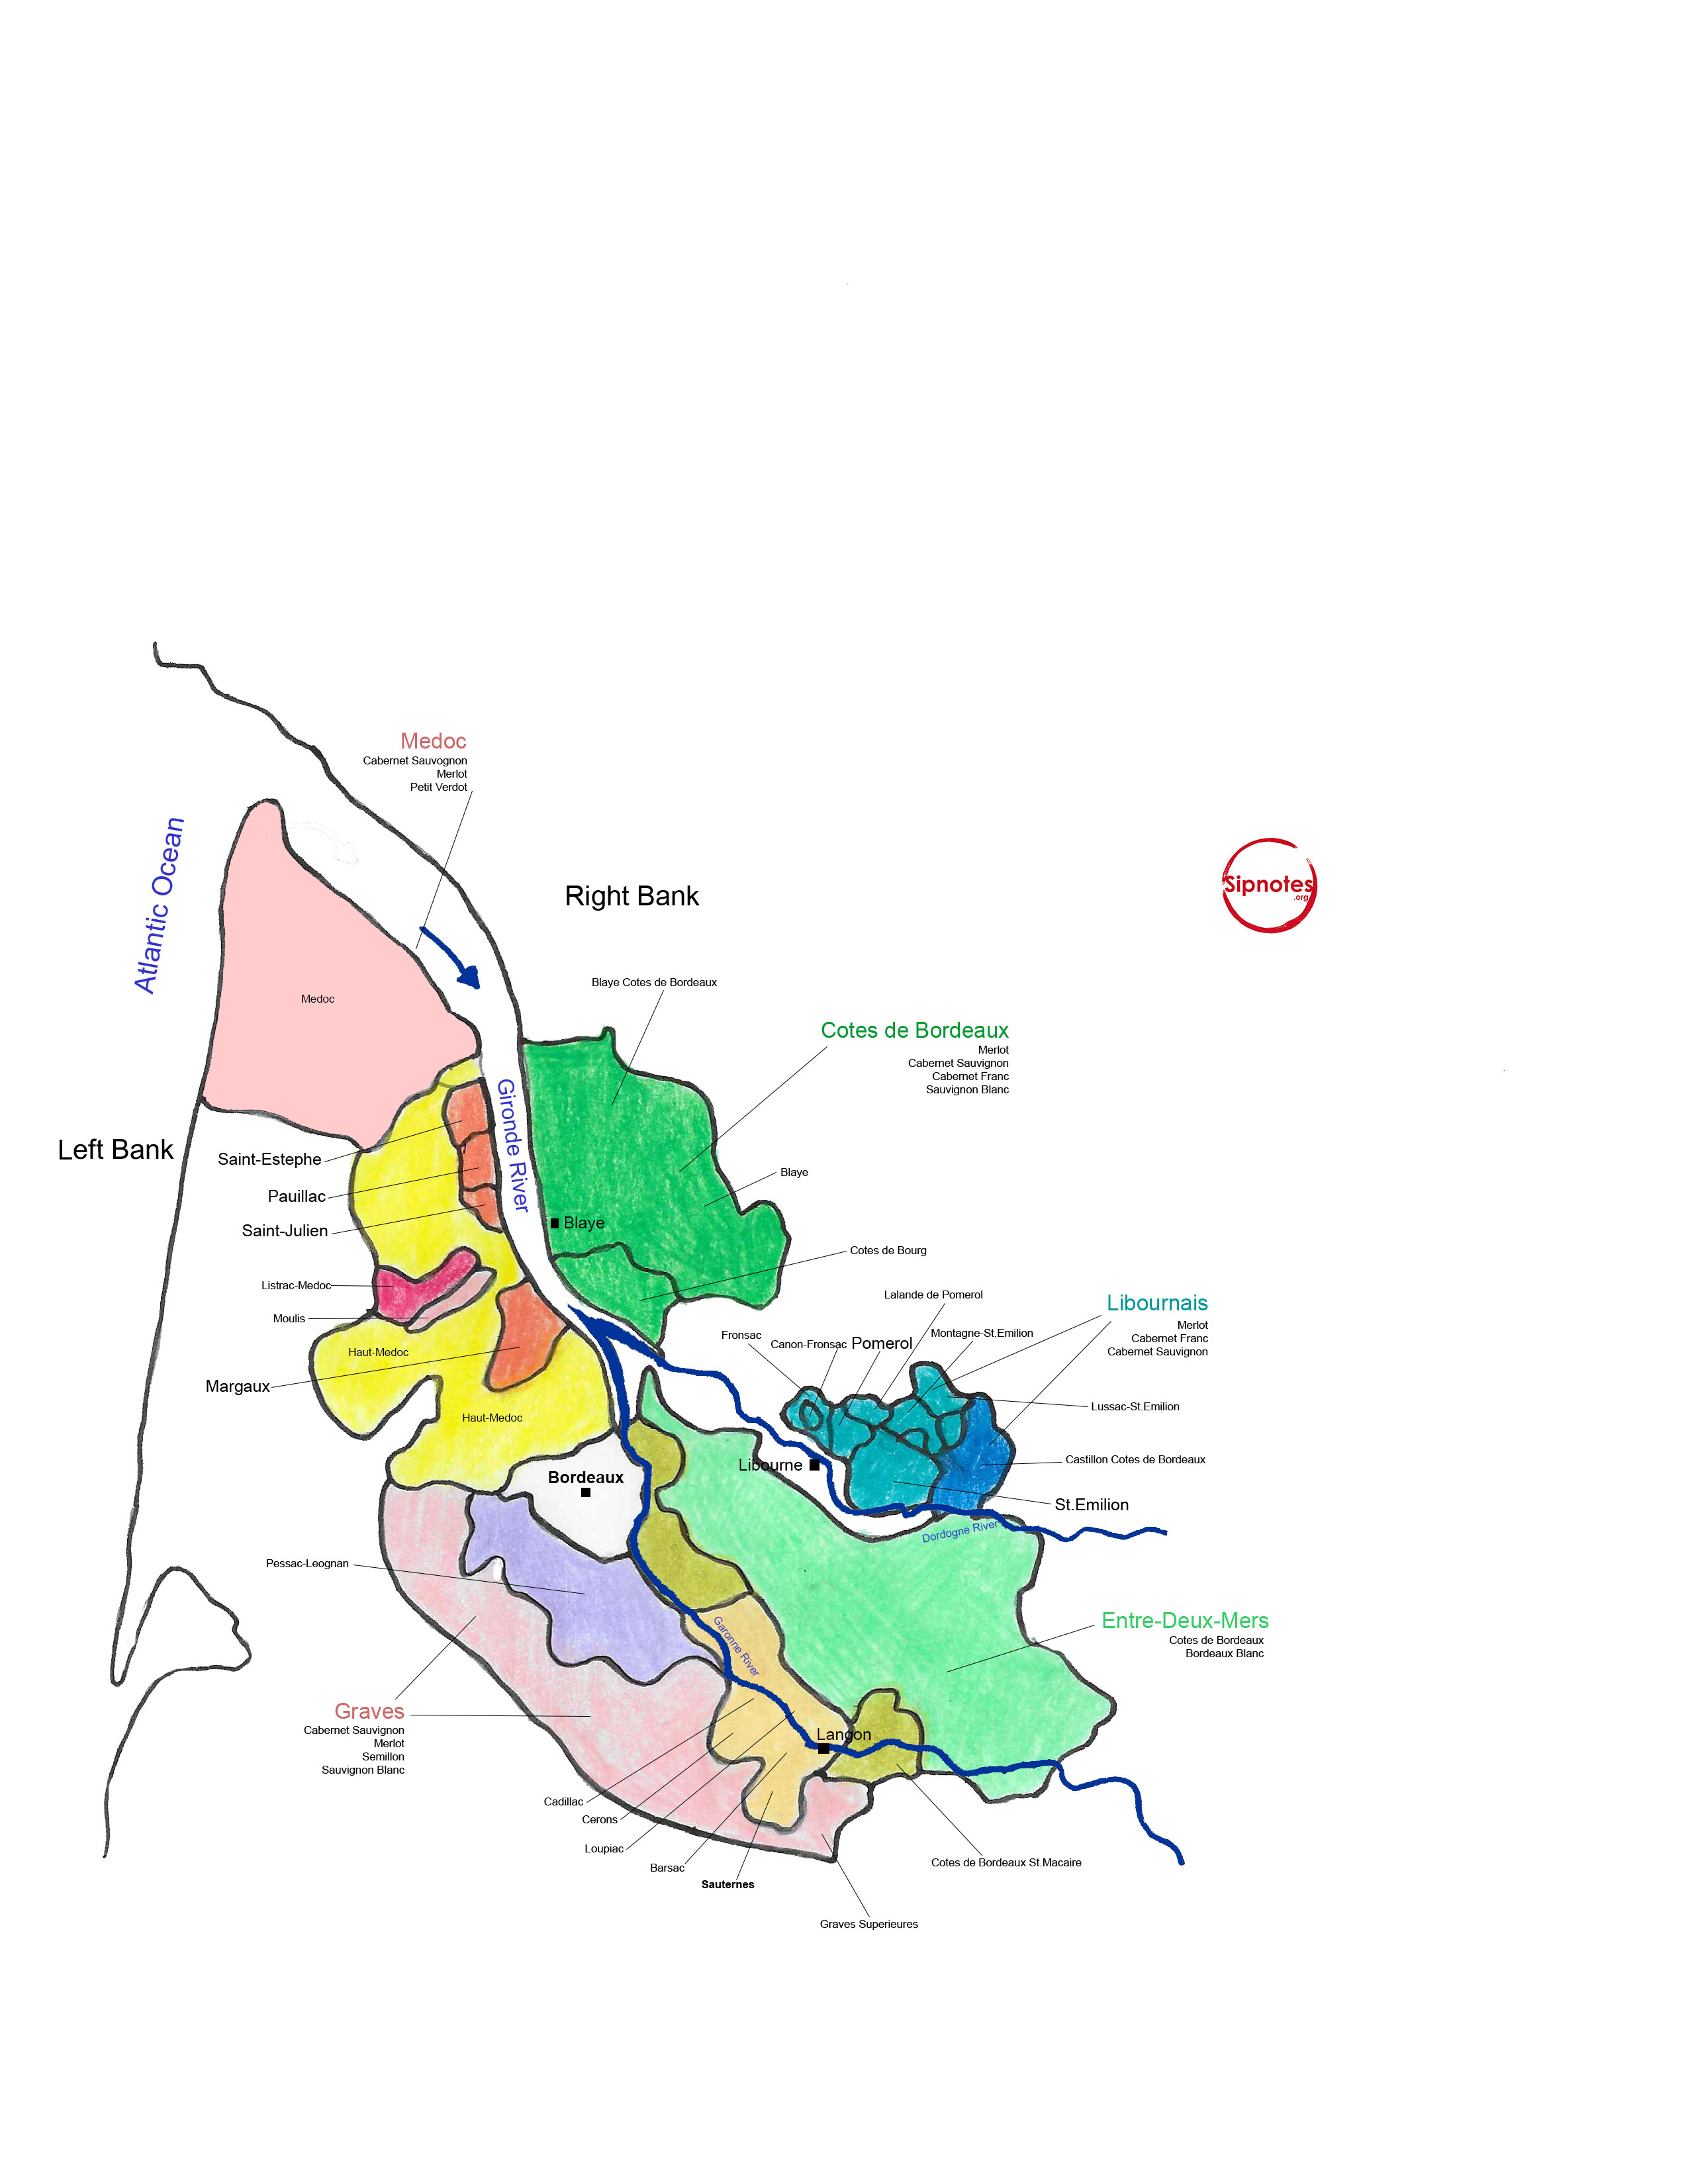 Medoc
Cabernet Sauvognon
Merlot
Petit Verdot
Atlantic Ocean
Right Bank
Sipnotes
.org
Blaye Cotes de Bordeaux
Medoc
Cotes de Bordeaux
Merlot
Cabernet Sauvignon
Cabernet Franc
Sauvignon Blanc
Gironde River
Left Bank
Saint-Estephe
Blaye
Pauillac
Blaye
Saint-Julien
Cotes de Bourg
Listrac-Medoc
Lalande de Pomerol
Libournais
Merlot
Cabernet Franc
Cabernet Sauvignon
Moulis
Fronsac
Canon-Fronsac
Pomerol
Montagne-St.Emilion
Haut-Medoc
Margaux
Lussac-St.Emilion
Haut-Medoc
Castillon Cotes de Bordeaux
Libourne
Bordeaux
St.Emilion
Dordogne River
Pessac-Leognan
Garonne River
Entre-Deux-Mers
Cotes de Bordeaux
Bordeaux Blanc
Graves
Cabernet Sauvignon
Merlot
Semillon
Sauvignon Blanc
Langon
Cadillac
Cerons
Loupiac
Barsac
Cotes de Bordeaux St.Macaire
Sauternes
Graves Superieures